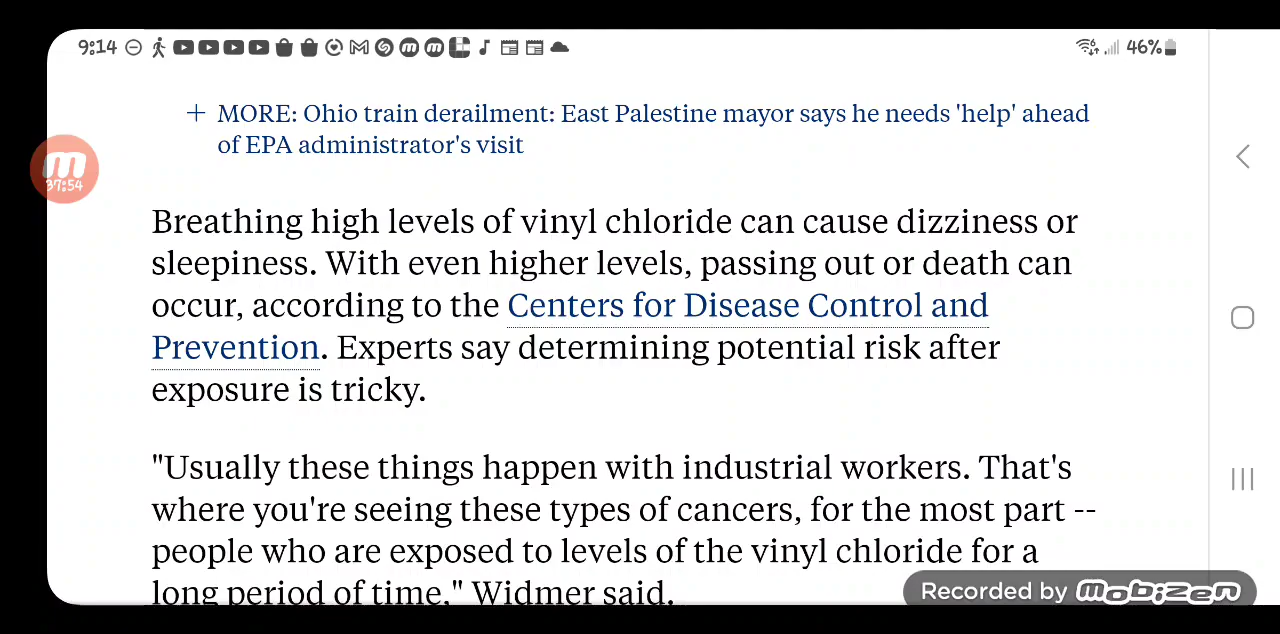 9:14
46%
+ MORE: Ohio train derailment: East Palestine mayor says he needs 'help' ahead
of EPA administrator's visit
37:54
Breathing high levels of vinyl chloride can cause dizziness or
sleepiness. With even higher levels, passing out or death can
occur, according to the Centers for Disease Control and
Prevention. Experts say determining potential risk after
exposure is tricky.
"Usually these things happen with industrial workers. That's
where you're seeing these types of cancers, for the most part --
people who are exposed to levels of the vinyl chloride for a
long period of time," Widmer said.
Recorded by mobizen